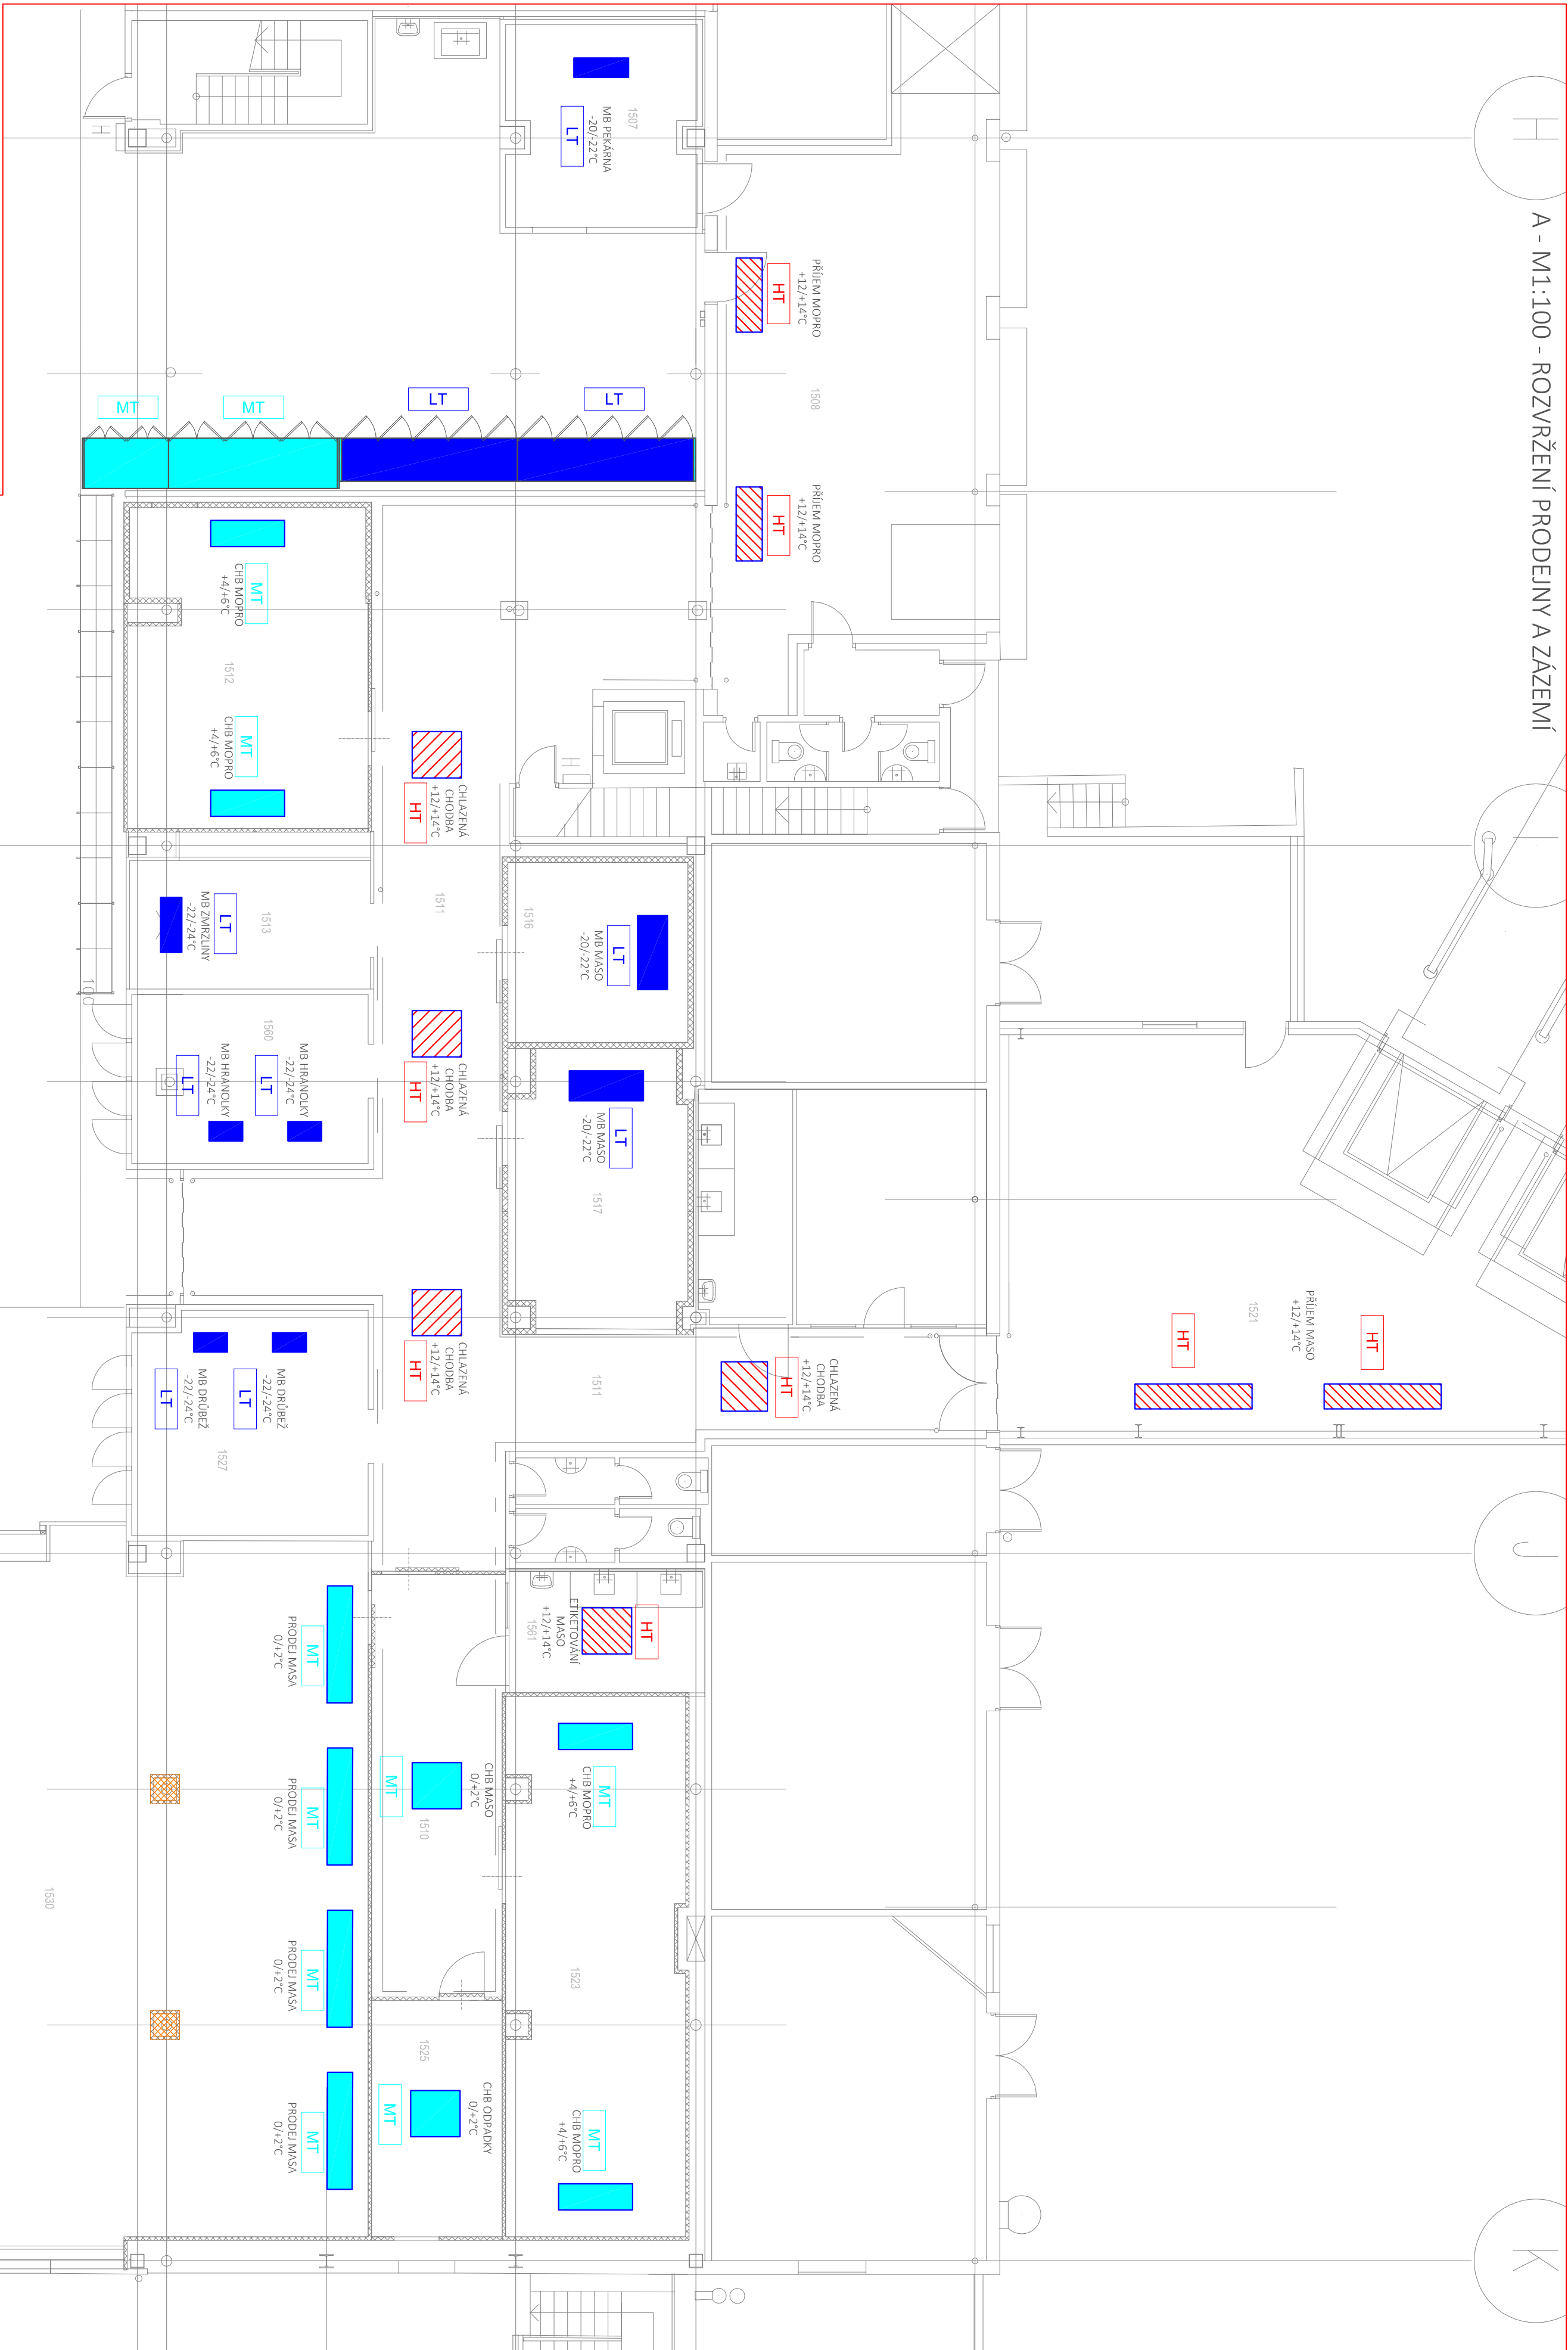 A - M1:100 - ROZVRŽENÍ PRODEJNY A ZÁZEMÍ
H
I
J
K
1507
MB PEKÁRNA
-20/-22°C
LT
H
PŘÍJEM MOPRO
+12/+14°C
HT
1508
PŘÍJEM MOPRO
+12/+14°C
HT
LT
LT
MT
MT
MT
CHB MOPRO
+4/+6°C
1512
MT
CHB MOPRO
+4/+6°C
H
CHLAZENÁ
CHODBA
+12/+14°C
HT
1511
1516
LT
MB MASO
-20/-22°C
LT
MB ZMRZLINY
-22/-24°C
1513
100
1560
MB HRANOLKY
-22/-24°C
LT
MB HRANOLKY
-22/-24°C
LT
CHLAZENÁ
CHODBA
+12/+14°C
HT
LT
MB MASO
-20/-22°C
1517
1521
PŘÍJEM MASO
+12/+14°C
HT
HT
CHLAZENÁ
CHODBA
+12/+14°C
HT
CHLAZENÁ
CHODBA
+12/+14°C
HT
1511
MB DRŮBEŽ
-22/-24°C
LT
MB DRŮBEŽ
-22/-24°C
LT
1527
HT
ETIKETOVÁNÍ
MASO
+12/+14°C
1561
MT
PRODEJ MASA
0/+2°C
MT
PRODEJ MASA
0/+2°C
MT
PRODEJ MASA
0/+2°C
MT
PRODEJ MASA
0/+2°C
CHB MASO
0/+2°C
MT
1510
MT
CHB MOPRO
+4/+6°C
1523
1530
1525
CHB ODPADKY
0/+2°C
MT
MT
CHB MOPRO
+4/+6°C